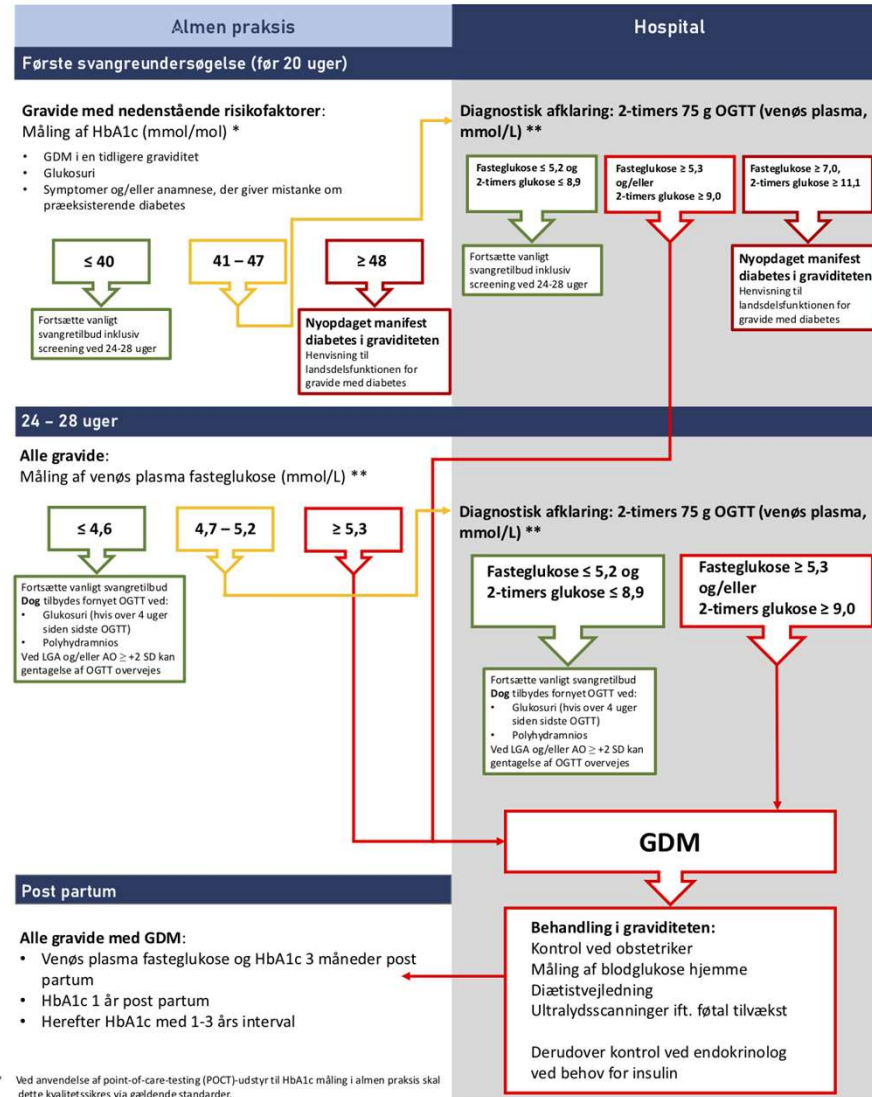 Almen praksis
Hospital
Første svangreundersøgelse (før 20 uger)
Gravide med nedenstående risikofaktorer:
Måling af HbA1c (mmol/mol) *
• GDM i en tidligere graviditet
• Glukosuri
• Symptomer og/eller anamnese, der giver mistanke om
præeksisterende diabetes
≤ 40
41 – 47
≥ 48
Fortsætte vanligt
svangretilbud inklusiv
screening ved 24-28 uger
Nyopdaget manifest
diabetes i graviditeten
Henvisning til
landsdelsfunktionen for
gravide med diabetes
Diagnostisk afklaring: 2-timers 75 g OGTT (venøs plasma,
mmol/L) **
Fasteglukose ≤ 5,2 og
2-timers glukose ≤ 8,9
Fasteglukose ≥ 5,3
og/eller
2-timers glukose ≥ 9,0
Fasteglukose ≥ 7,0,
2-timers glukose ≥ 11,1
Fortsætte vanligt
svangretilbud inklusiv
screening ved 24-28 uger
Nyopdaget manifest
diabetes i graviditeten
Henvisning til
landsdelsfunktionen for
gravide med diabetes
24 – 28 uger
Alle gravide:
Måling af venøs plasma fasteglukose (mmol/L) **
≤ 4,6
4,7 – 5,2
≥ 5,3
Fortsætte vanligt svangretilbud
Dog tilbydes fornyet OGTT ved:
• Glukosuri (hvis over 4 uger
siden sidste OGTT)
• Polyhydramnios
Ved LGA og/eller AO ≥ +2 SD kan
gentagelse af OGTT overvejes
Diagnostisk afklaring: 2-timers 75 g OGTT (venøs plasma,
mmol/L) **
Fasteglukose ≤ 5,2 og
2-timers glukose ≤ 8,9
Fasteglukose ≥ 5,3
og/eller
2-timers glukose ≥ 9,0
Fortsætte vanligt svangretilbud
Dog tilbydes fornyet OGTT ved:
• Glukosuri (hvis over 4 uger
siden sidste OGTT)
• Polyhydramnios
Ved LGA og/eller AO ≥ +2 SD kan
gentagelse af OGTT overvejes
GDM
Behandling i graviditeten:
Kontrol ved obstetriker
Måling af blodglukose hjemme
Diætistvejledning
Ultralydsscanninger ift. føtal tilvækst
Derudover kontrol ved endokrinolog
ved behov for insulin
Post partum
Alle gravide med GDM:
• Venøs plasma fasteglukose og HbA1c 3 måneder post
partum
• HbA1c 1 år post partum
• Herefter HbA1c med 1-3 års interval
* Ved anvendelse af point-of-care-testing (POCT)-udstyr til HbA1c måling i almen praksis skal
dette kvalitetssikres via gældende standarder.